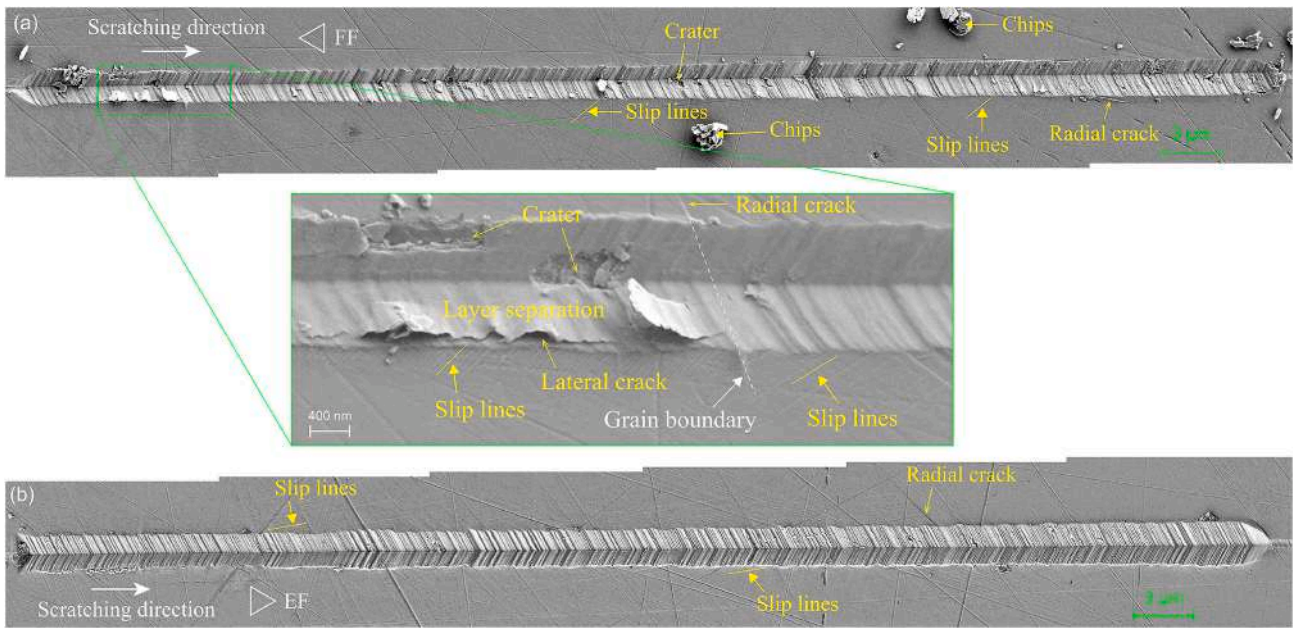 (a)
Scratching direction
FF
Crater
Chips
Slip lines
Chips
Slip lines
Radial crack
3 μm
Radial crack
Crater
Layer separation
Lateral crack
Slip lines
Grain boundary
Slip lines
400 nm
(b)
Slip lines
Radial crack
Scratching direction
EF
Slip lines
3 μm